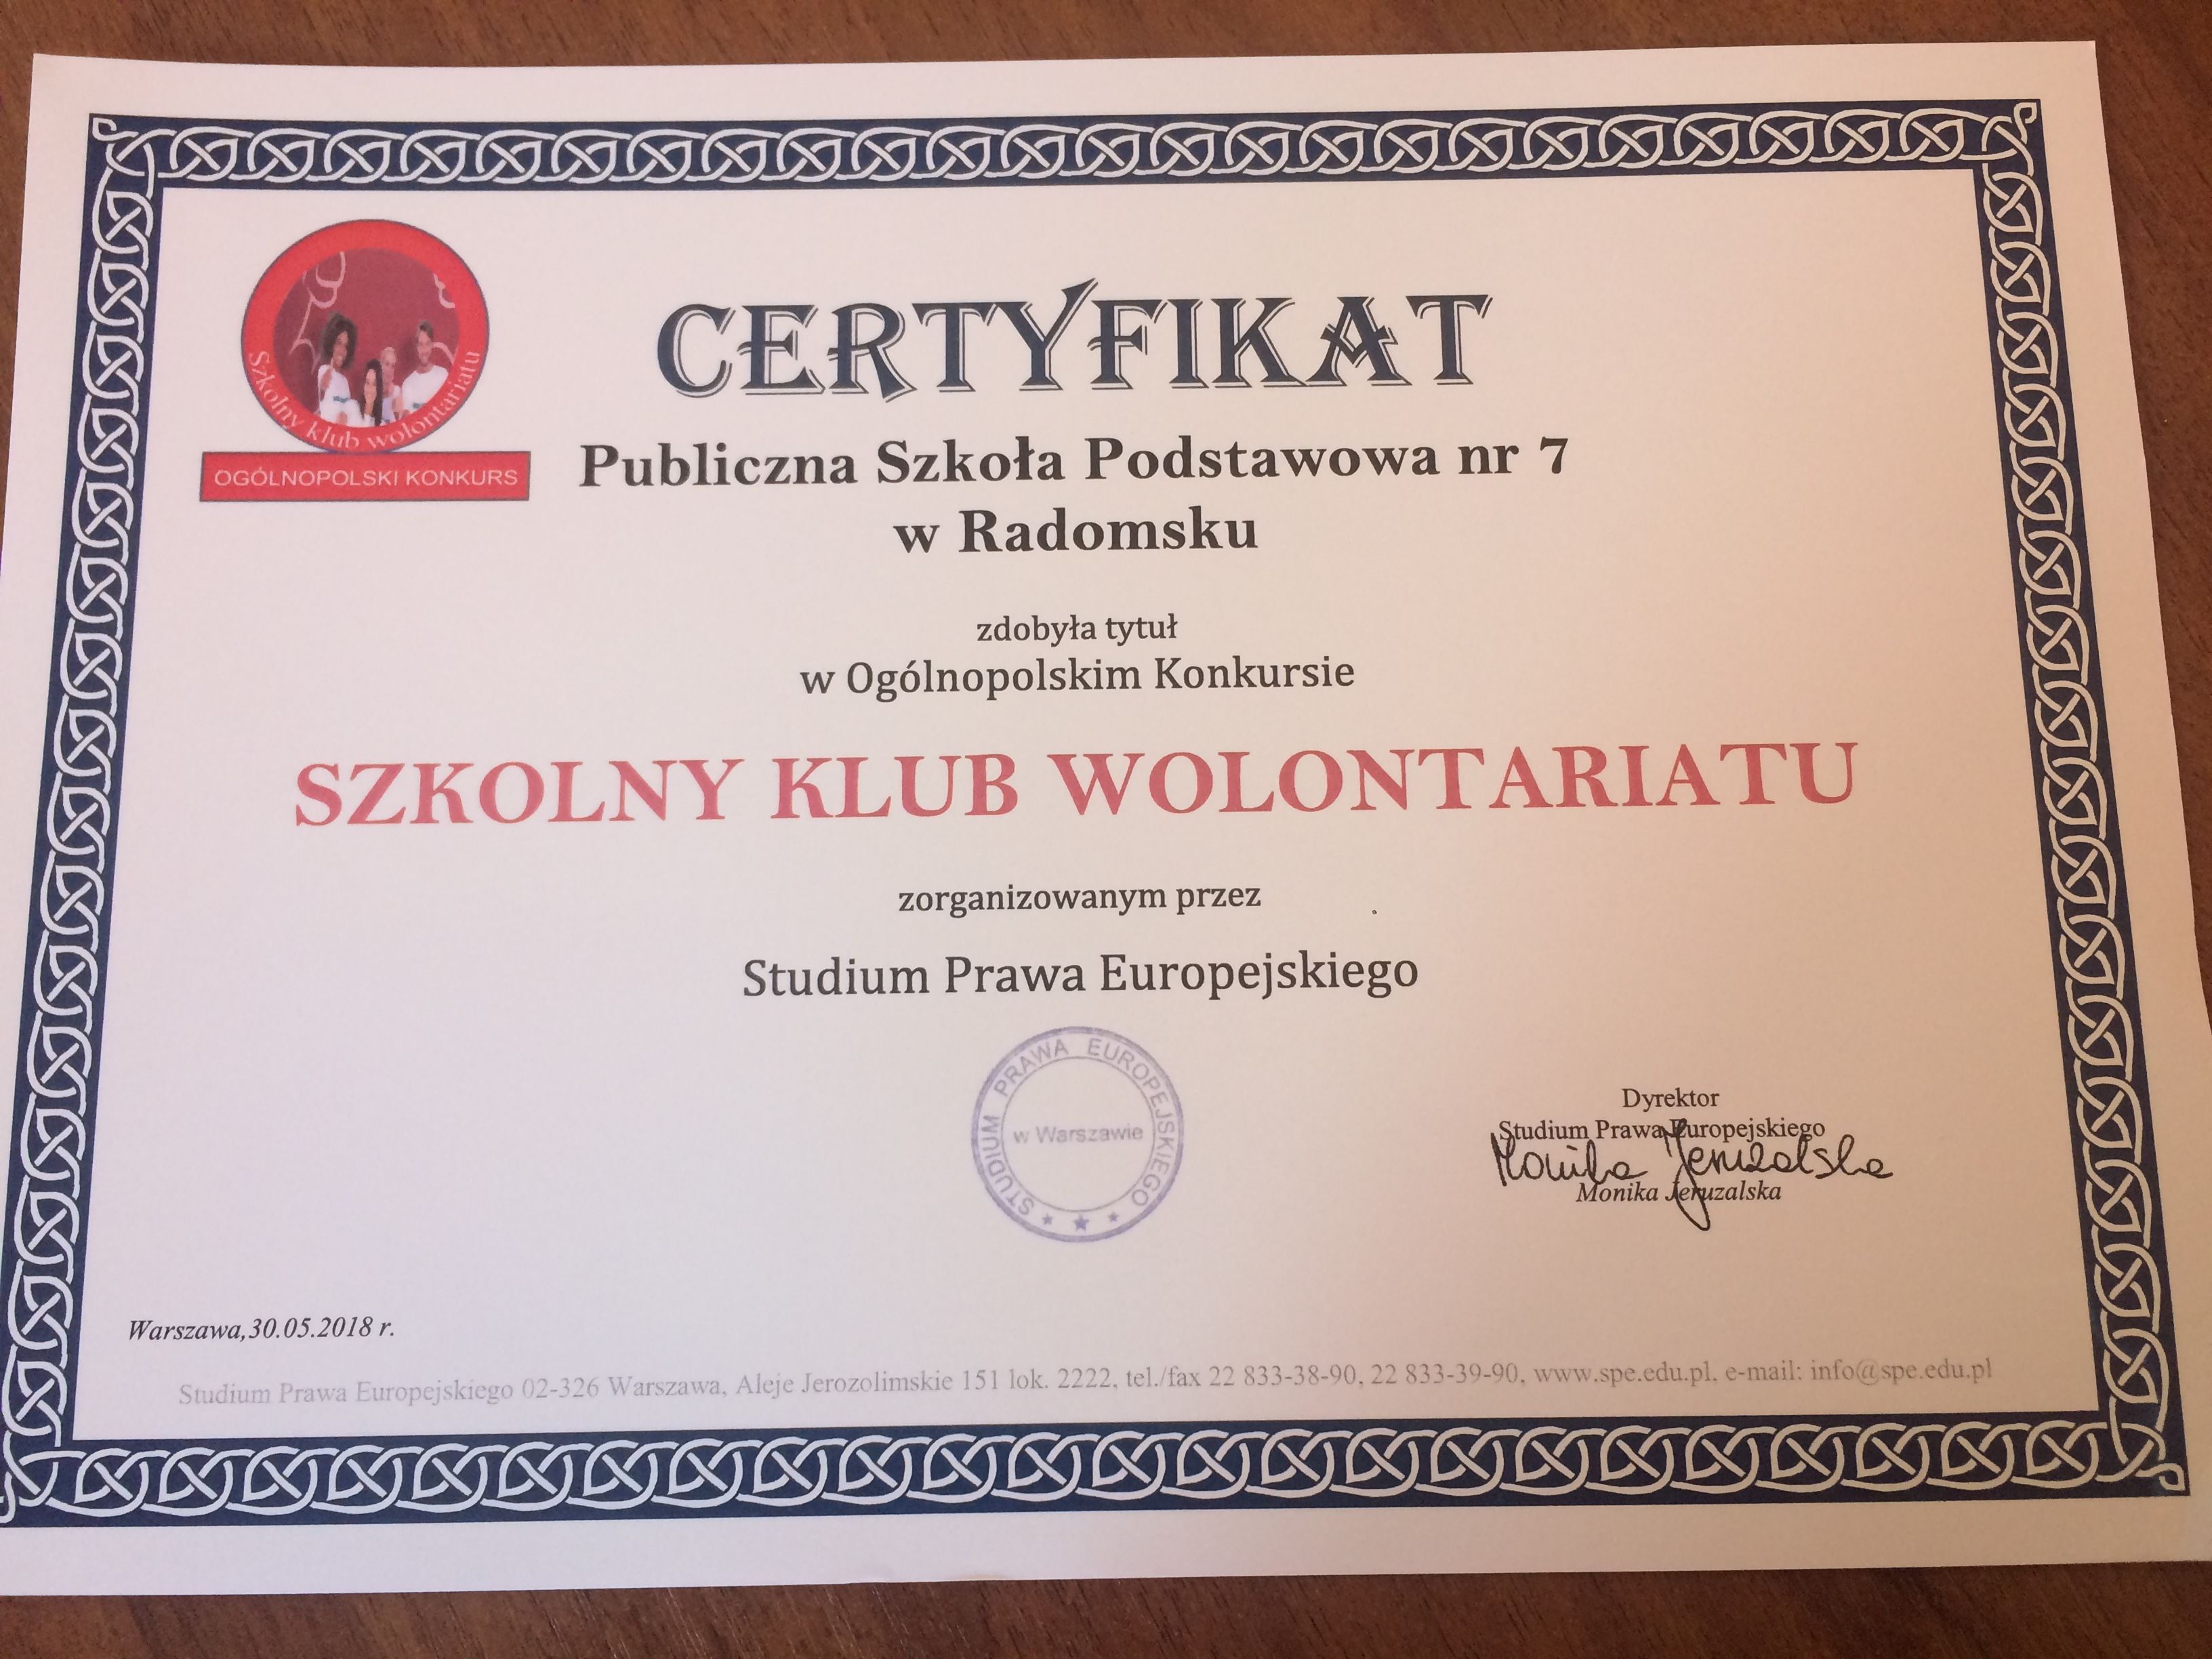 Szkolny klub wolontariatu
OGÓLNOPOLSKI KONKURS
CERTYFIKAT
Publiczna Szkoła Podstawowa nr 7
w Radomsku
zdobyła tytuł
w Ogólnopolskim Konkursie
SZKOLNY KLUB WOLONTARIATU
zorganizowanym przez
Studium Prawa Europejskiego
STUDIUM PRAWA EUROPEJSKIEGO
w Warszawie
Dyrektor
Studium Prawa Europejskiego
Monika Jeruzalska
Monika Jeruzalska
Warszawa,30.05.2018 r.
Studium Prawa Europejskiego 02-326 Warszawa, Aleje Jerozolimskie 151 lok. 2222, tel./fax 22 833-38-90, 22 833-39-90, www.spe.edu.pl, e-mail: info@spe.edu.pl